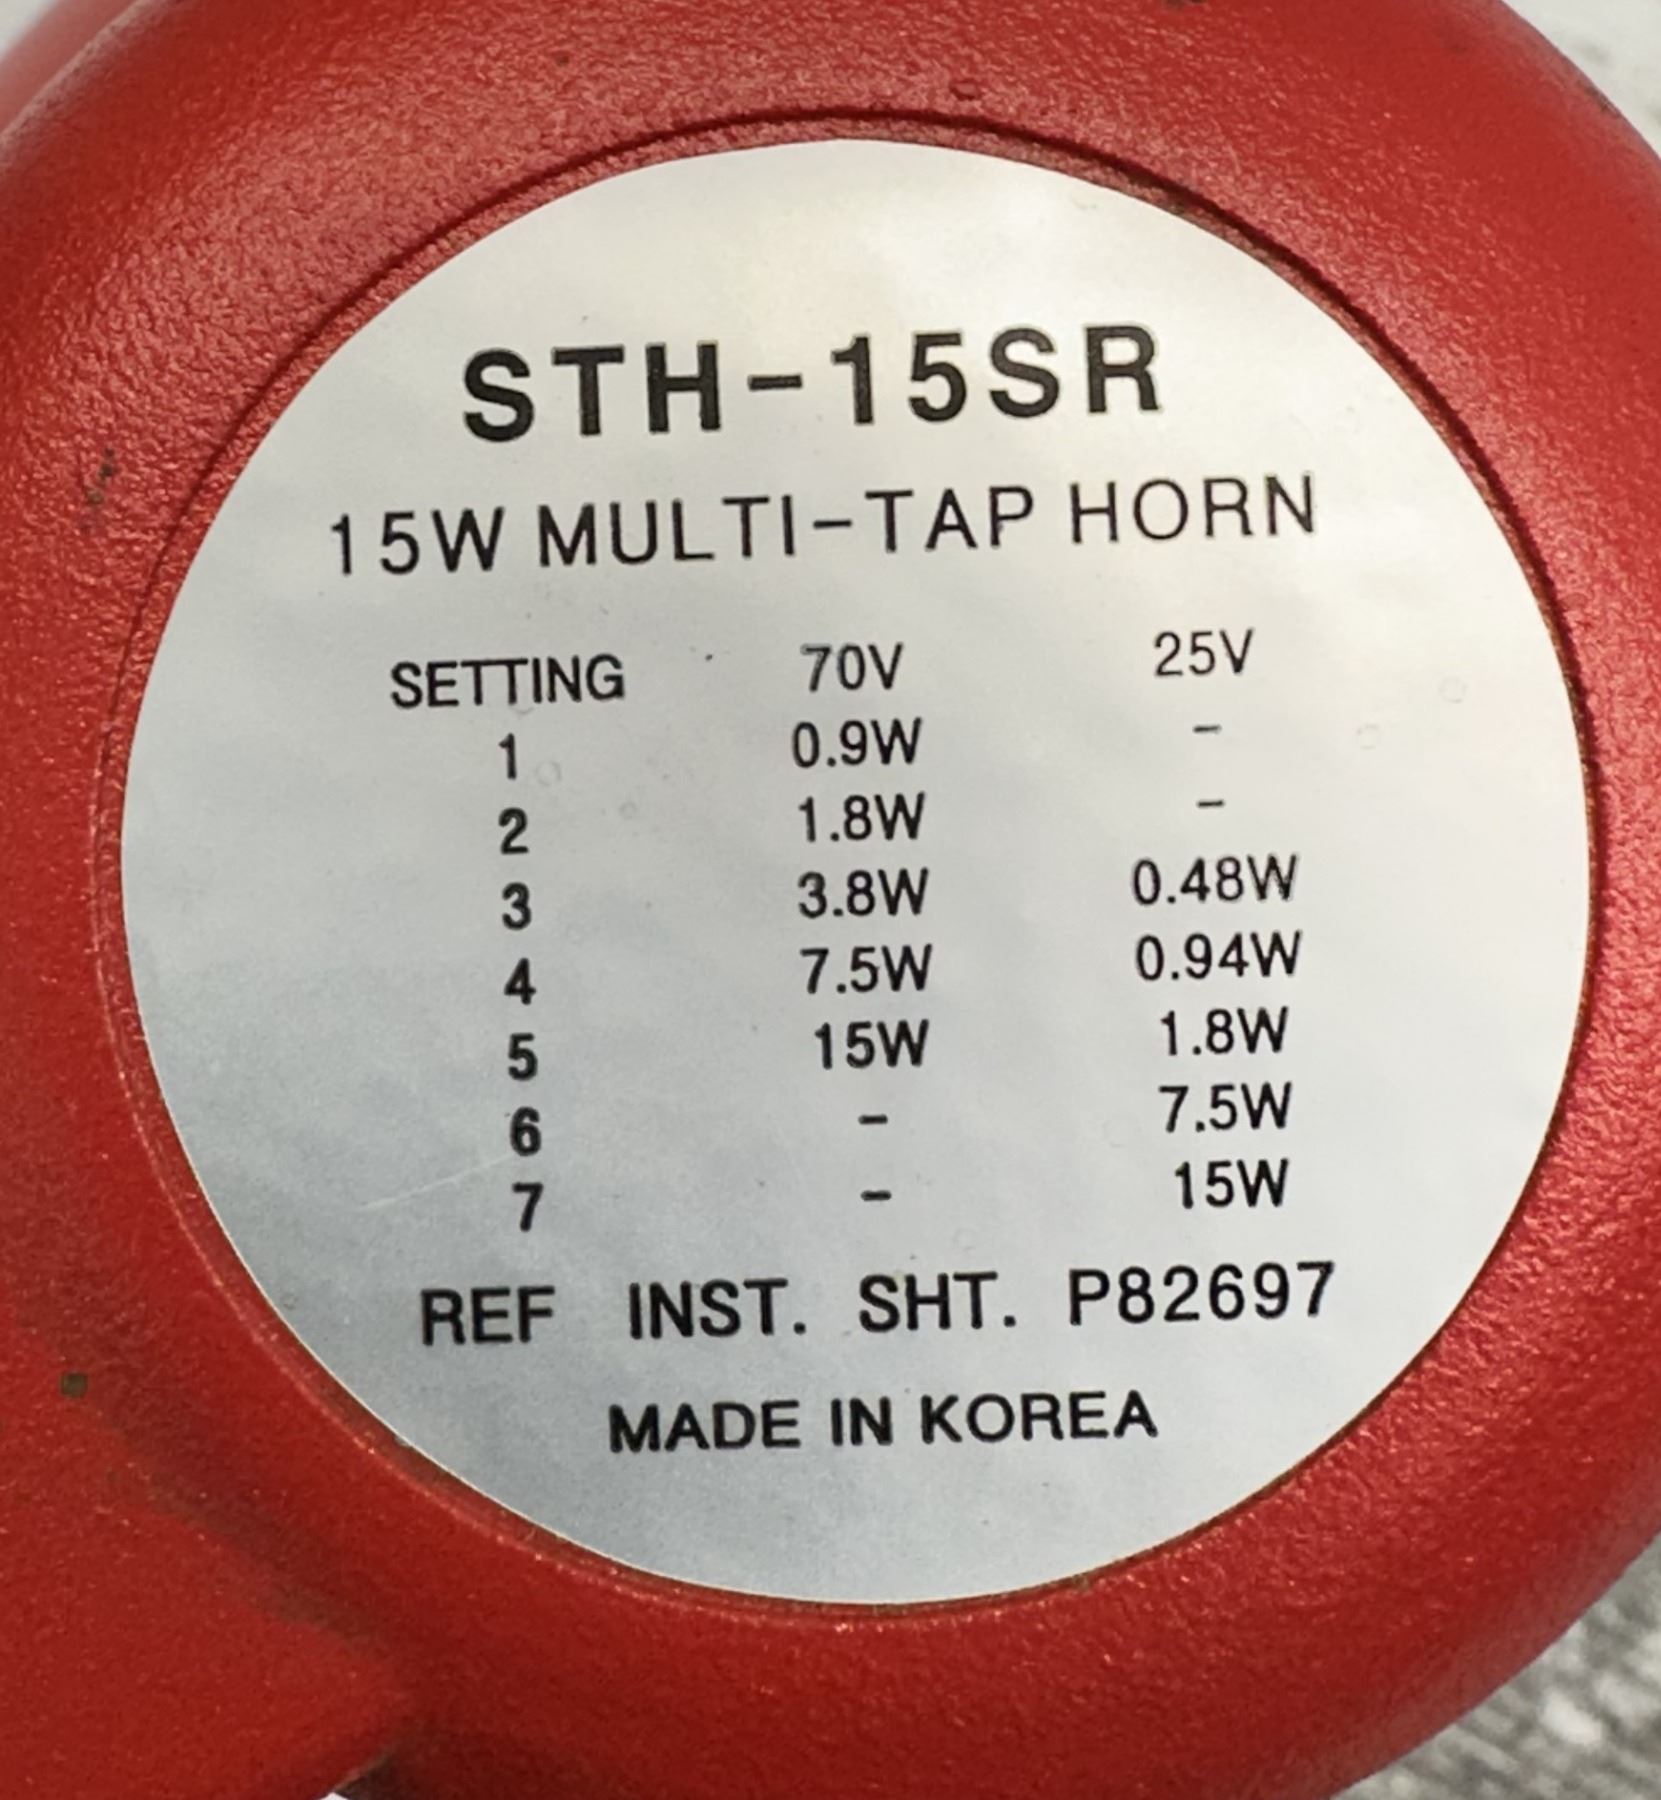 STH-15SR
15W MULTI-TAP HORN
SETTING 70V 25V
1 0.9W -
2 1.8W -
3 3.8W 0.48W
4 7.5W 0.94W
5 15W 1.8W
6 - 7.5W
7 - 15W
REF INST. SHT. P82697
MADE IN KOREA